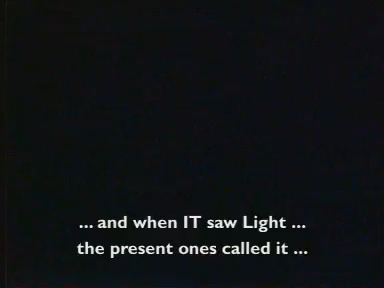 ... and when IT saw Light ...
the present ones called it ...